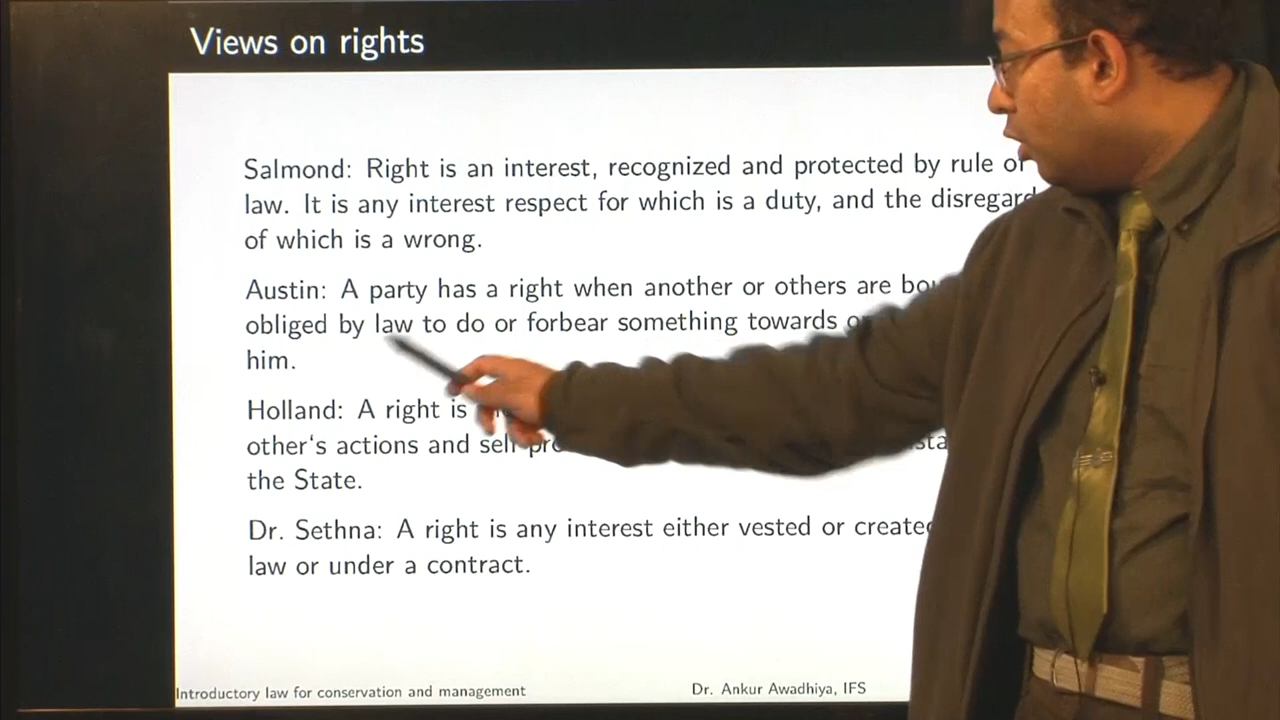 Views on rights
Salmond: Right is an interest, recognized and protected by rule of
law. It is any interest respect for which is a duty, and the disregard
of which is a wrong.
Austin: A party has a right when another or others are
obliged by law to do or forbear something towards
him.
Holland: A right is
other‘s actions and self
the State.
Dr. Sethna: A right is any interest either vested or created
law or under a contract.
Introductory law for conservation and management
Dr. Ankur Awadhiya, IFS